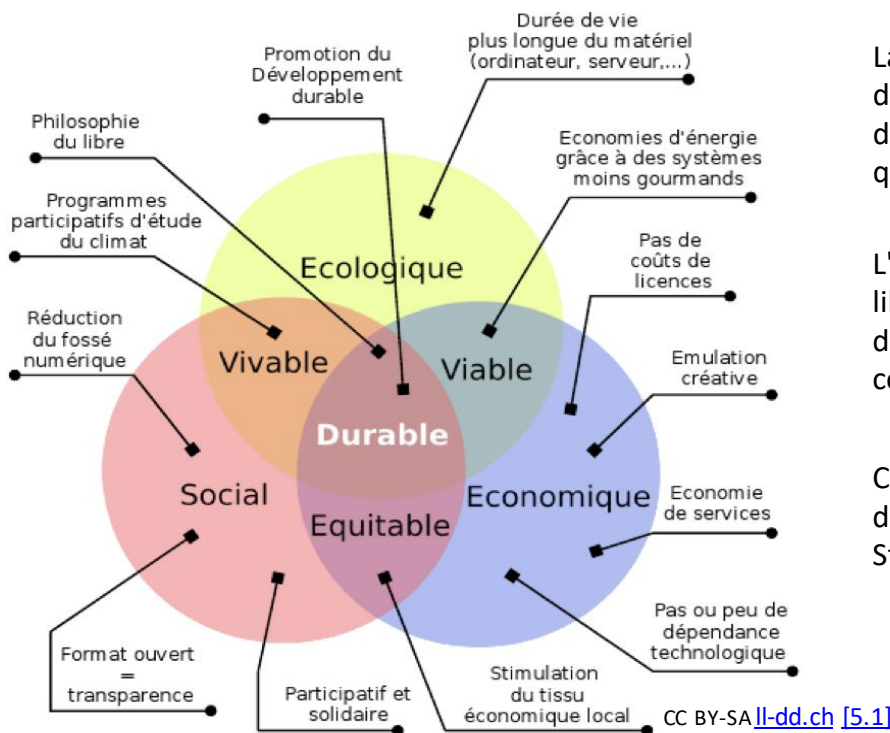 Durée de vie
plus longue du matériel
(ordinateur, serveur,...)
Promotion du
Développement
durable
Philosophie
du libre
Economies d'énergie
grâce à des systèmes
moins gourmands
Programmes
participatifs d'étude
du climat
Pas de
coûts de
licences
Réduction
du fossé
numérique
Emulation
créative
Ecologique
Vivable
Viable
Durable
Social
Economique
Equitable
Economie
de services
Pas ou peu de
dépendance
technologique
Format ouvert
=
transparence
Participatif et
solidaire
Stimulation
du tissu
économique local
CC BY-SA ll-dd.ch [5.1]